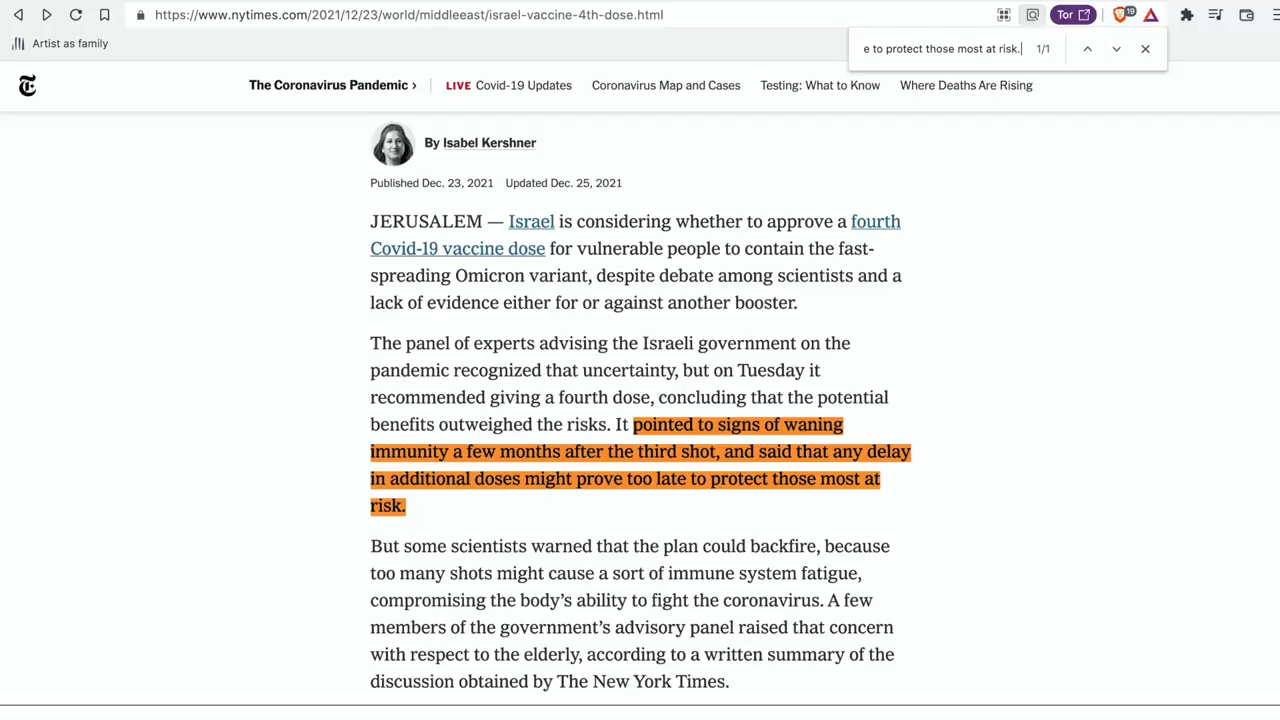 https://www.nytimes.com/2021/12/23/world/middleeast/israel-vaccine-4th-dose.html
Tor
19
Artist as family
e to protect those most at risk.
1/1
The Coronavirus Pandemic ›
LIVE Covid-19 Updates
Coronavirus Map and Cases
Testing: What to Know
Where Deaths Are Rising
By Isabel Kershner
Published Dec. 23, 2021 Updated Dec. 25, 2021
JERUSALEM — Israel is considering whether to approve a fourth
Covid-19 vaccine dose for vulnerable people to contain the fast-
spreading Omicron variant, despite debate among scientists and a
lack of evidence either for or against another booster.
The panel of experts advising the Israeli government on the
pandemic recognized that uncertainty, but on Tuesday it
recommended giving a fourth dose, concluding that the potential
benefits outweighed the risks. It pointed to signs of waning
immunity a few months after the third shot, and said that any delay
in additional doses might prove too late to protect those most at
risk.
But some scientists warned that the plan could backfire, because
too many shots might cause a sort of immune system fatigue,
compromising the body’s ability to fight the coronavirus. A few
members of the government’s advisory panel raised that concern
with respect to the elderly, according to a written summary of the
discussion obtained by The New York Times.